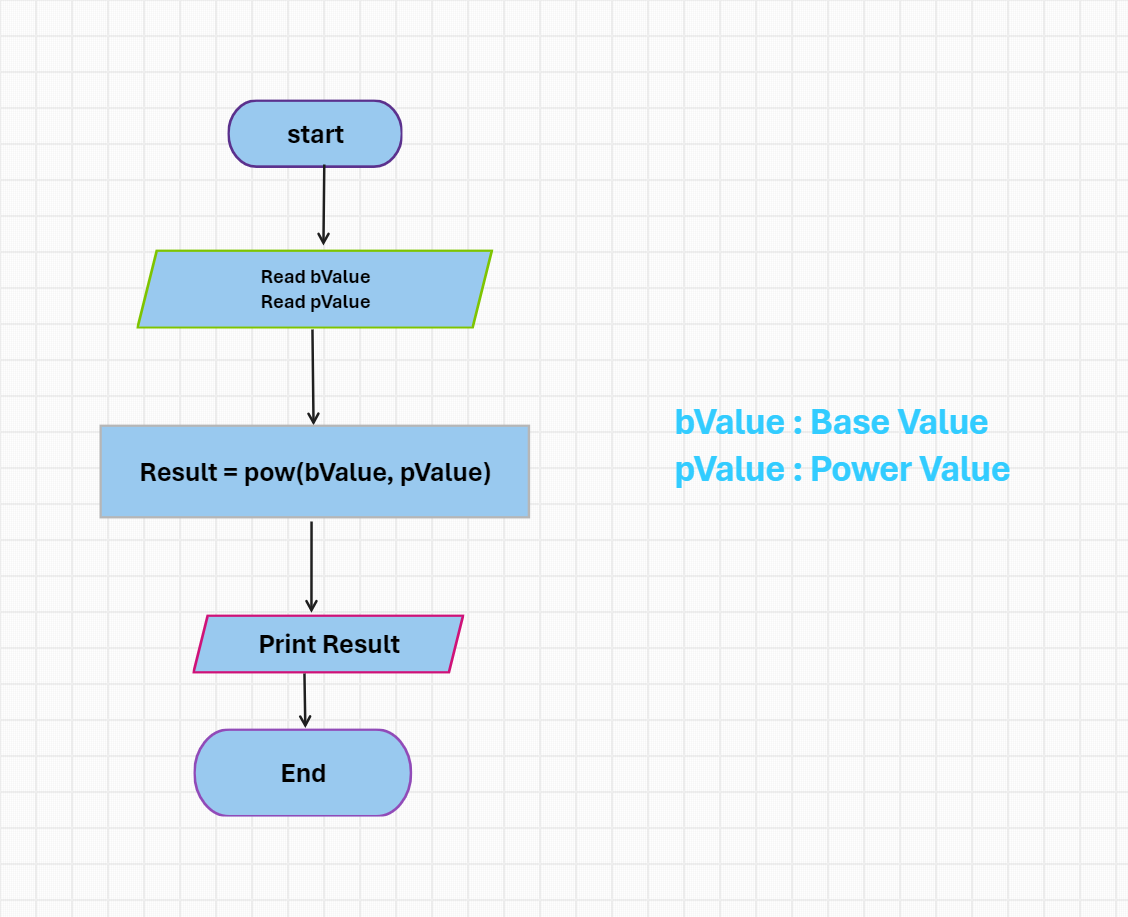 start
Read bValue
Read pValue
Result = pow(bValue, pValue)
bValue : Base Value
pValue : Power Value
Print Result
End